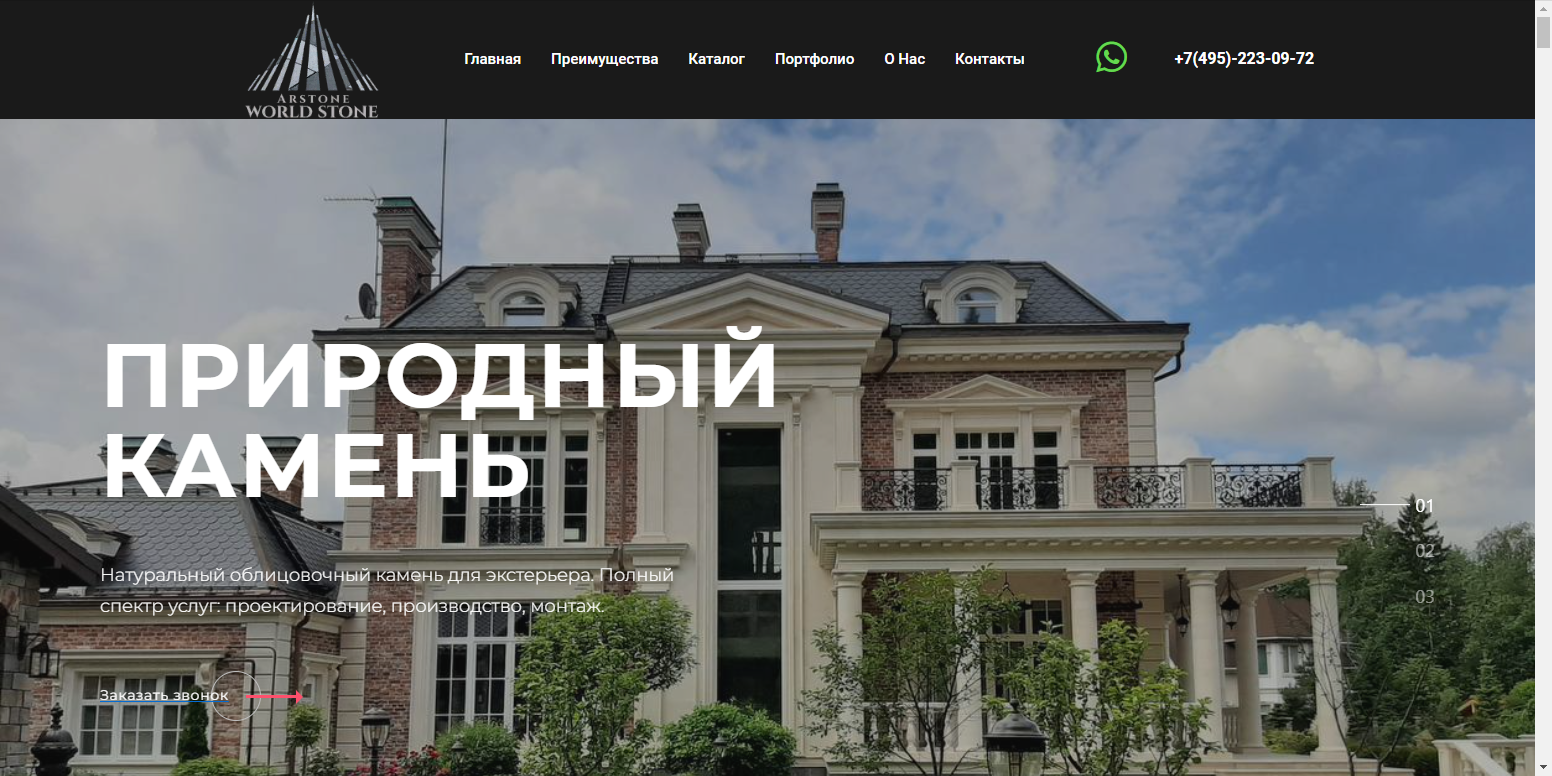 ARSTONE
WORLD STONE
Главная Преимущества Каталог Портфолио О Нас Контакты +7(495)-223-09-72
ПРИРОДНЫЙ
КАМЕНЬ
Натуральный облицовочный камень для экстерьера. Полный
спектр услуг: проектирование, производство, монтаж.
Заказать звонок
01
02
03